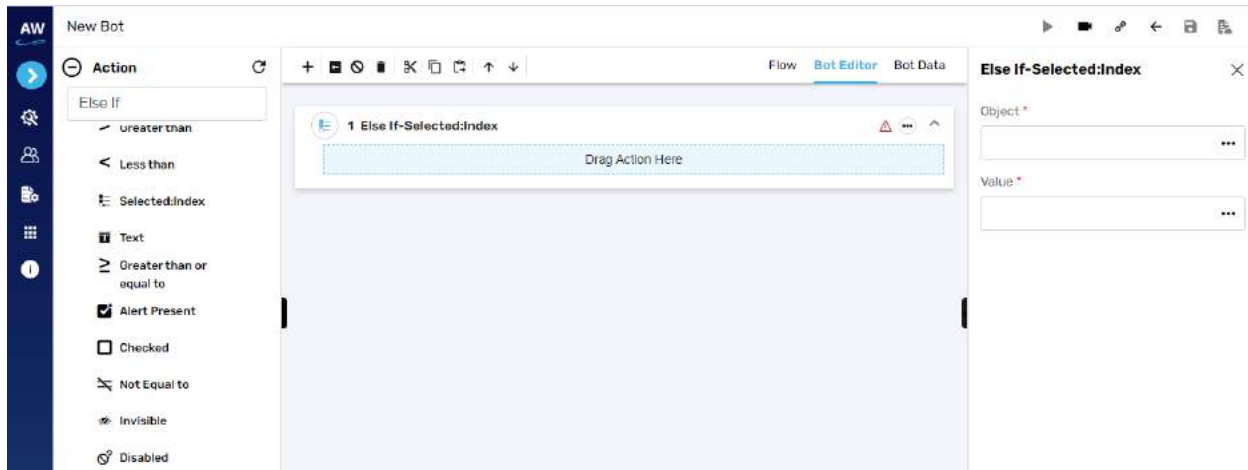 AW
New Bot
Action
Else If
Greater than
Less than
Selected:Index
Text
Greater than or
equal to
Alert Present
Checked
Not Equal to
Invisible
Disabled
Flow Bot Editor Bot Data
1 Else If-Selected:Index
Drag Action Here
Else If-Selected:Index
Object *
Value *